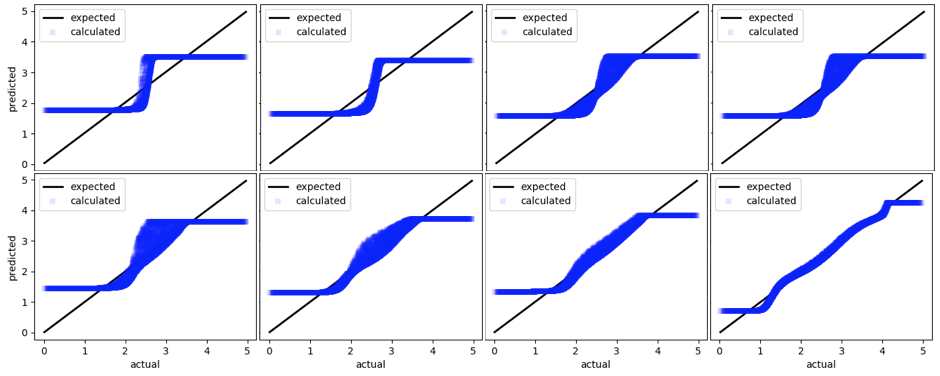 expected
calculated
expected
calculated
expected
calculated
expected
calculated
5
4
3
2
1
0
predicted
expected
calculated
expected
calculated
expected
calculated
expected
calculated
5
4
3
2
1
0
predicted
0 1 2 3 4 5
0 1 2 3 4 5
0 1 2 3 4 5
0 1 2 3 4 5
actual
actual
actual
actual